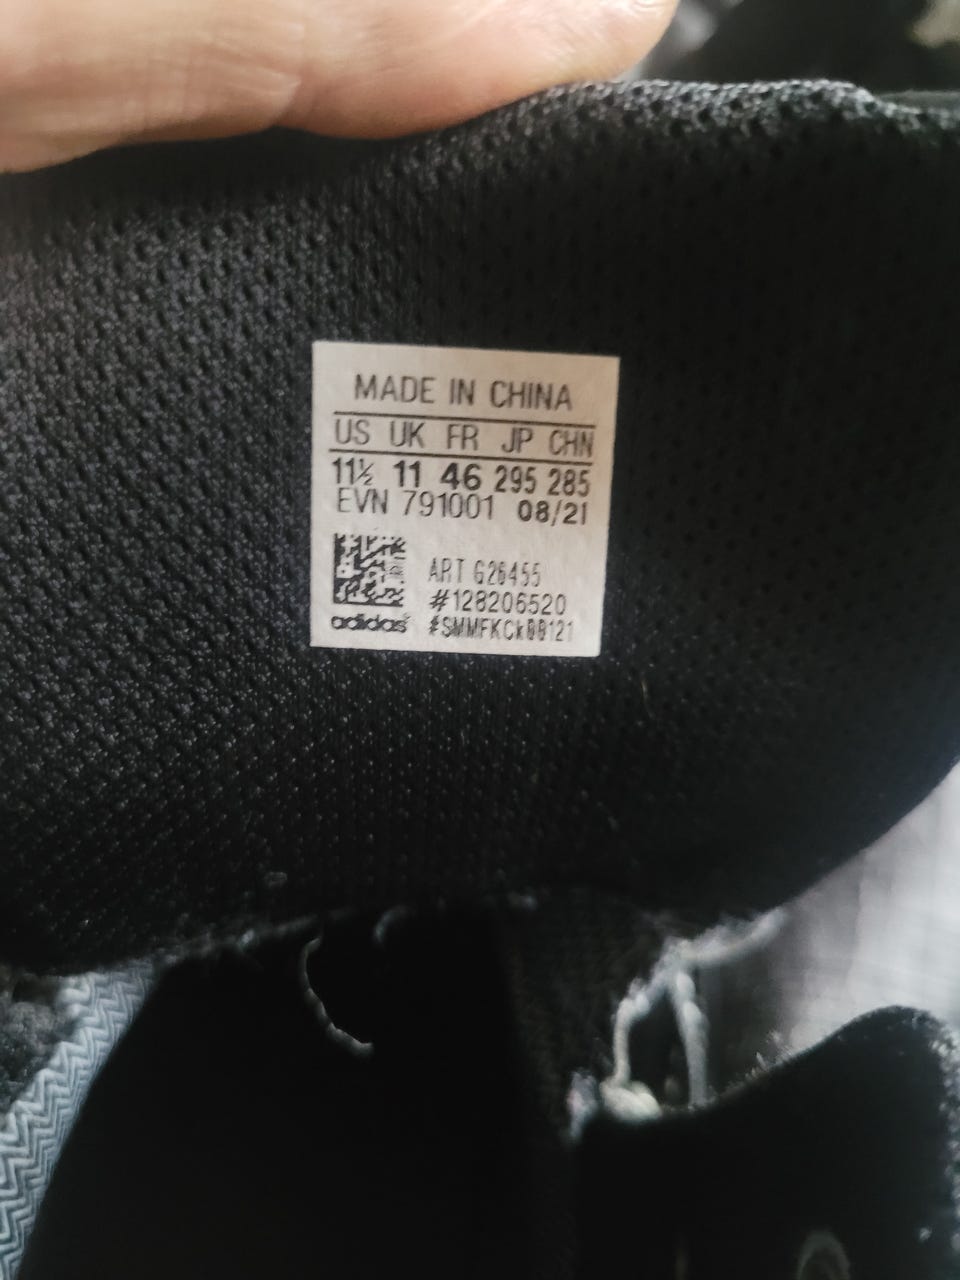 MADE IN CHINA
US UK FR JP CHN
11½ 11 46 295 285
EVN 791001 08/21
ART G26455
#128206520
adidas